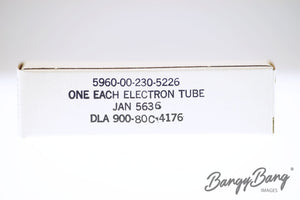 5960-00-230-5226
ONE EACH ELECTRON TUBE
JAN 5636
DLA 900-80C-4176
BangyBang
IMAGES